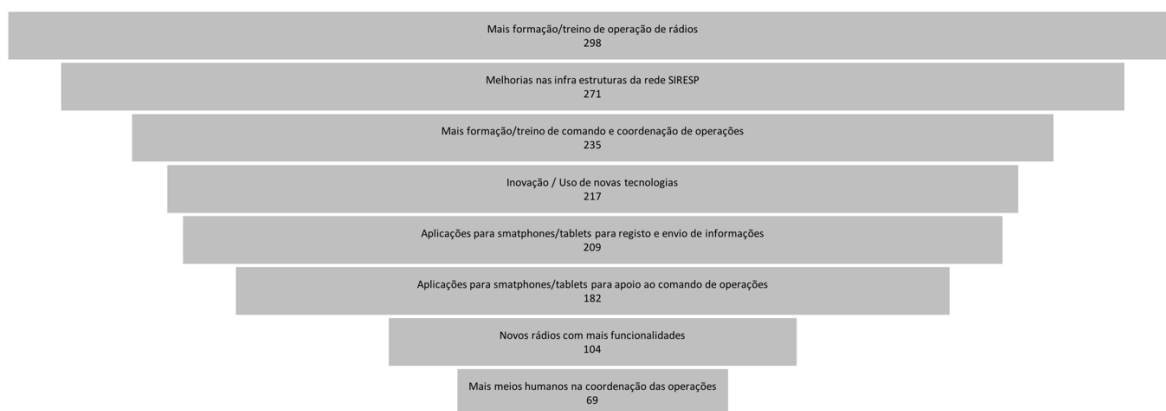 Mais formação/treino de operação de rádios
298
Melhorias nas infra estruturas da rede SIRESP
271
Mais formação/treino de comando e coordenação de operações
235
Inovação / Uso de novas tecnologias
217
Aplicações para smatphones/tablets para registo e envio de informações
209
Aplicações para smatphones/tablets para apoio ao comando de operações
182
Novos rádios com mais funcionalidades
104
Mais meios humanos na coordenação das operações
69